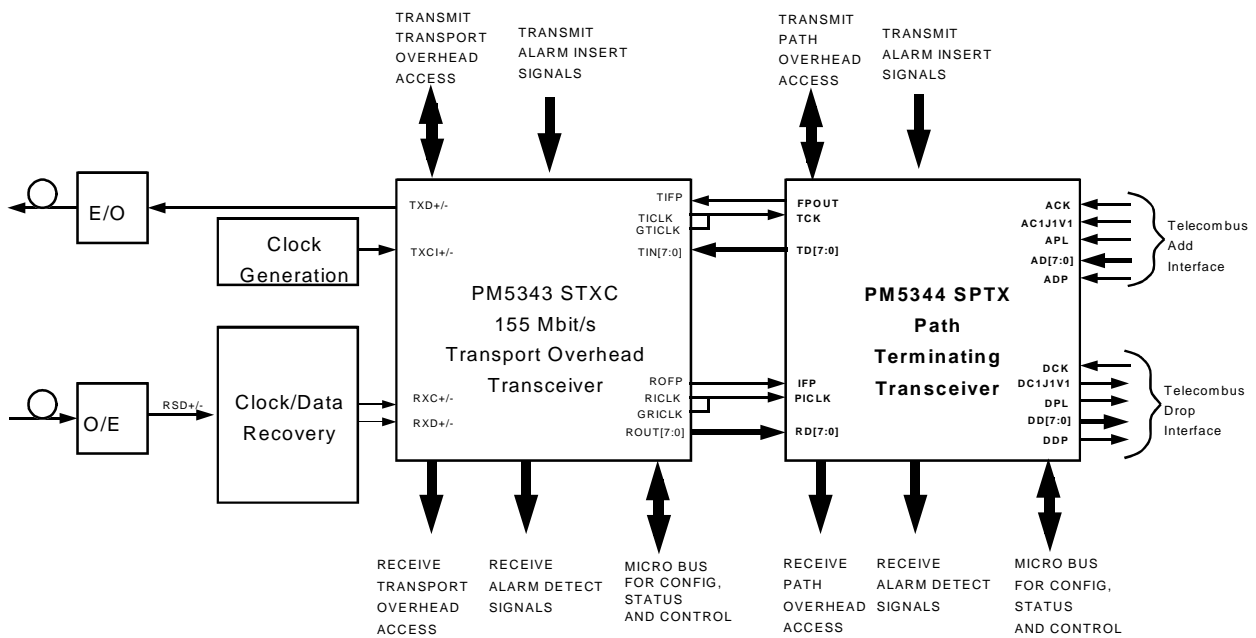 TRANSMIT
TRANSPORT
OVERHEAD
ACCESS
TRANSMIT
ALARM INSERT
SIGNALS
TRANSMIT
PATH
OVERHEAD
ACCESS
TRANSMIT
ALARM INSERT
SIGNALS
E/O
Clock
Generation
O/E
RSD+/-
Clock/Data
Recovery
TXD+/-
TXCI+/-
RXC+/-
RXD+/-
PM5343 STXC
155 Mbit/s
Transport Overhead
Transceiver
TIFP
TICLK
GTICLK
TIN[7:0]
ROFP
RICLK
GRICLK
ROUT[7:0]
FPOUT
TCK
TD[7:0]
IFP
PICLK
RD[7:0]
PM5344 SPTX
Path
Terminating
Transceiver
ACK
AC1J1V1
APL
AD[7:0]
ADP
Telecombus
Add
Interface
DCK
DC1J1V1
DPL
DD[7:0]
DDP
Telecombus
Drop
Interface
RECEIVE
TRANSPORT
OVERHEAD
ACCESS
RECEIVE
ALARM DETECT
SIGNALS
MICRO BUS
FOR CONFIG,
STATUS
AND CONTROL
RECEIVE
PATH
OVERHEAD
ACCESS
RECEIVE
ALARM DETECT
SIGNALS
MICRO BUS
FOR CONFIG,
STATUS
AND CONTROL